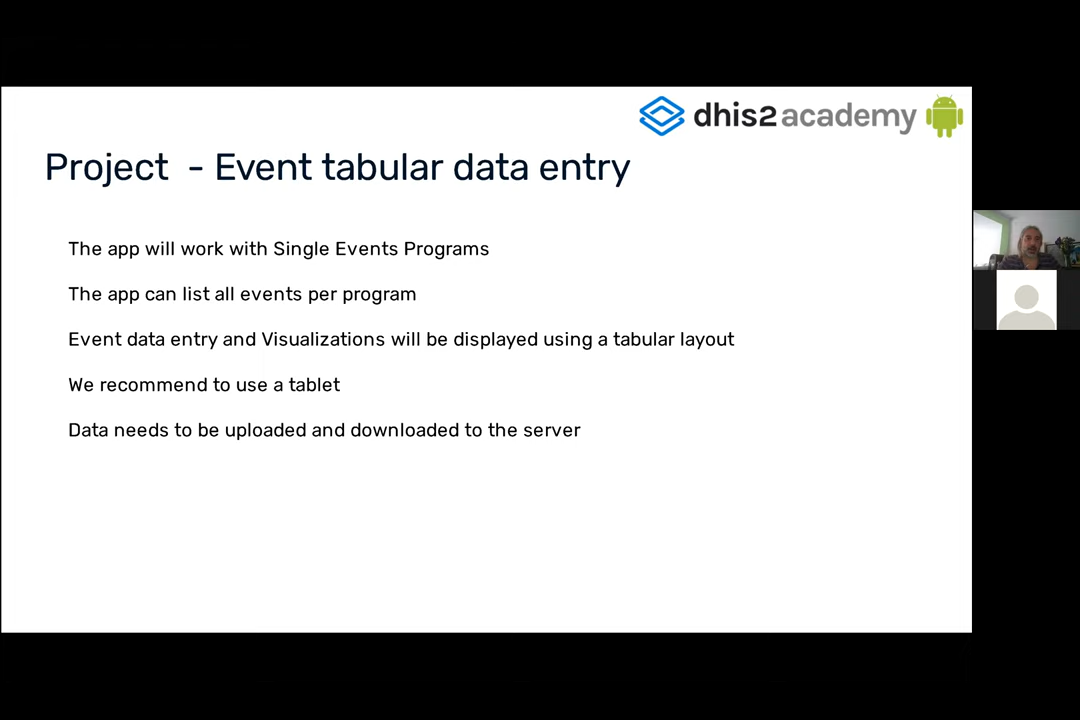 dhis2 academy
Project - Event tabular data entry
The app will work with Single Events Programs
The app can list all events per program
Event data entry and Visualizations will be displayed using a tabular layout
We recommend to use a tablet
Data needs to be uploaded and downloaded to the server